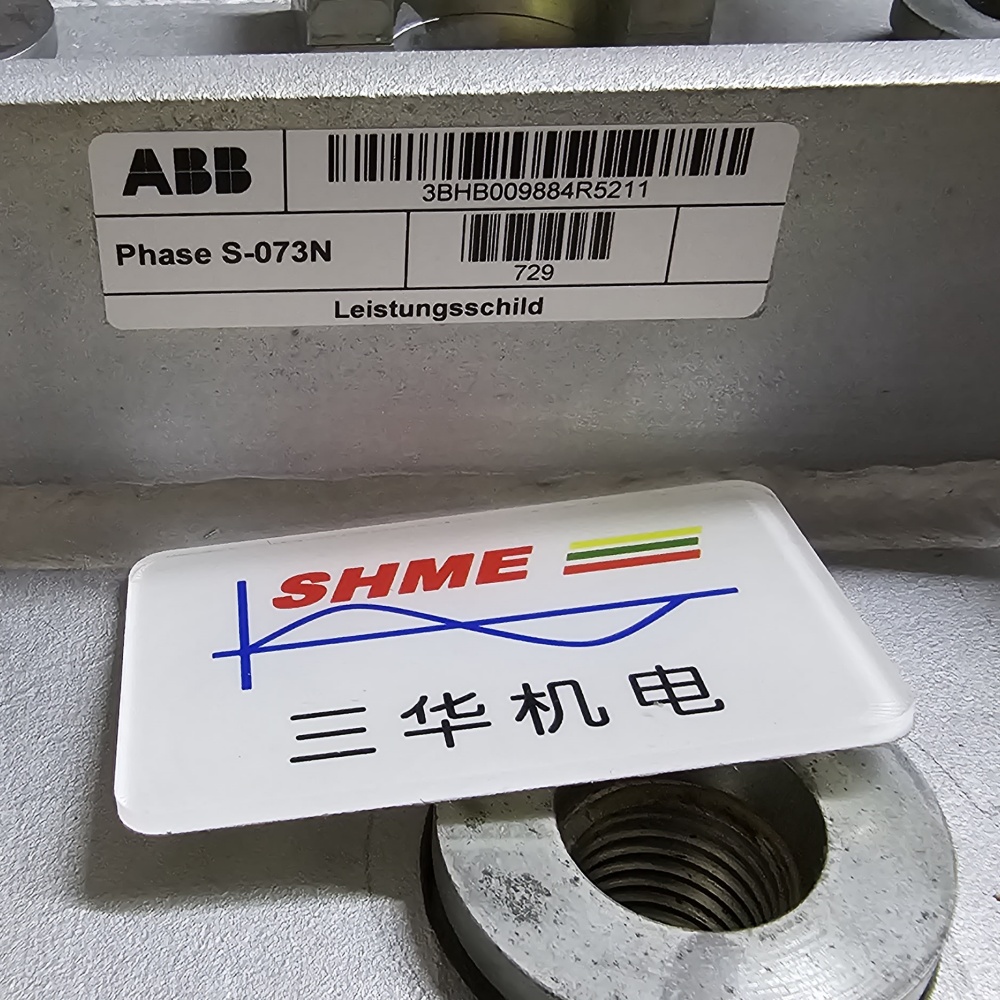 ABB
3BHB009884R5211
Phase S-073N
729
Leistungsschild
SHME
三华机电